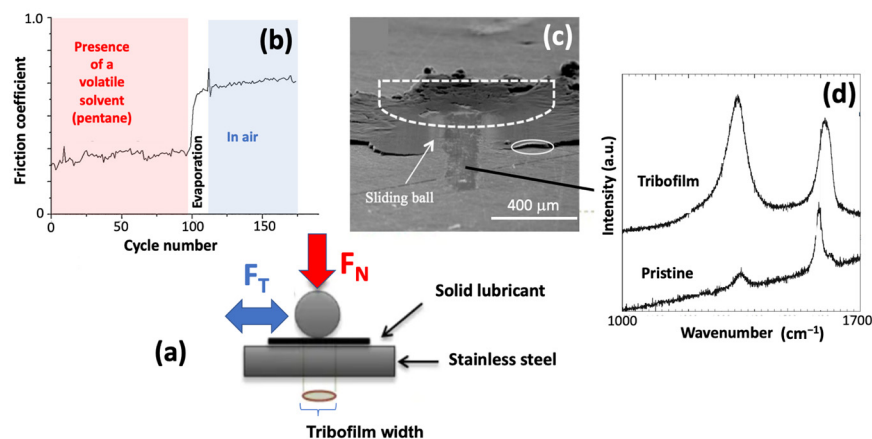 1.0
Friction coefficient
0
0
50
100
150
Cycle number
Presence
of a
volatile
solvent
(pentane)
Evaporation
In air
(b)
(c)
Sliding ball
400 μm
(d)
Intensity (a.u.)
Tribofilm
Pristine
1000
1700
Wavenumber (cm⁻¹)
(a)
F_T
F_N
Solid lubricant
Stainless steel
Tribofilm width